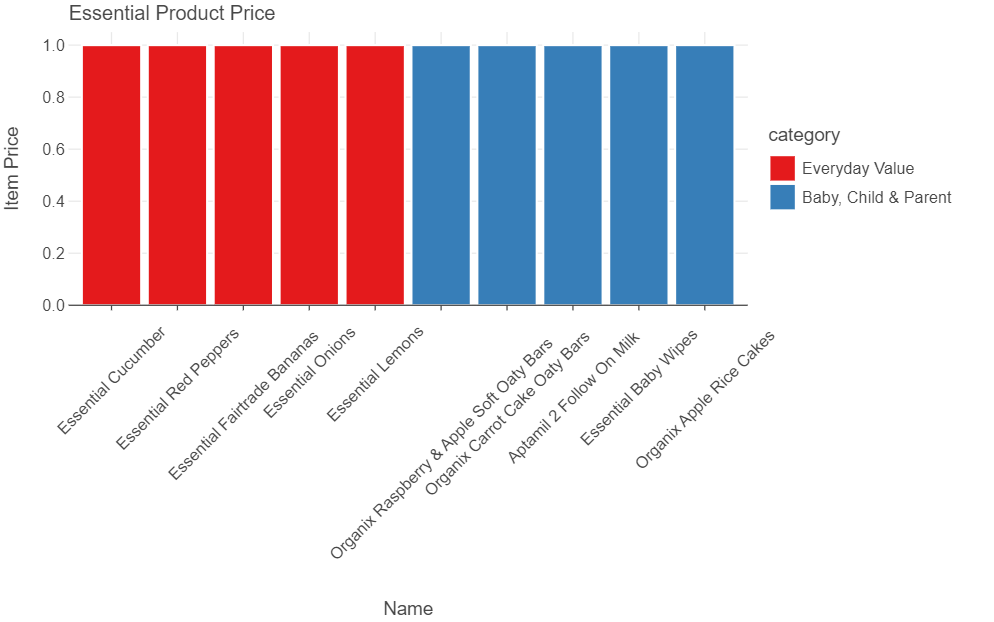 Essential Product Price
Item Price
1.0
0.8
0.6
0.4
0.2
0.0
Essential Cucumber
Essential Red Peppers
Essential Fairtrade Bananas
Essential Onions
Essential Lemons
Organix Raspberry & Apple Soft Oaty Bars
Organix Carrot Cake Oaty Bars
Aptamil 2 Follow On Milk
Essential Baby Wipes
Organix Apple Rice Cakes
Name
category
Everyday Value
Baby, Child & Parent